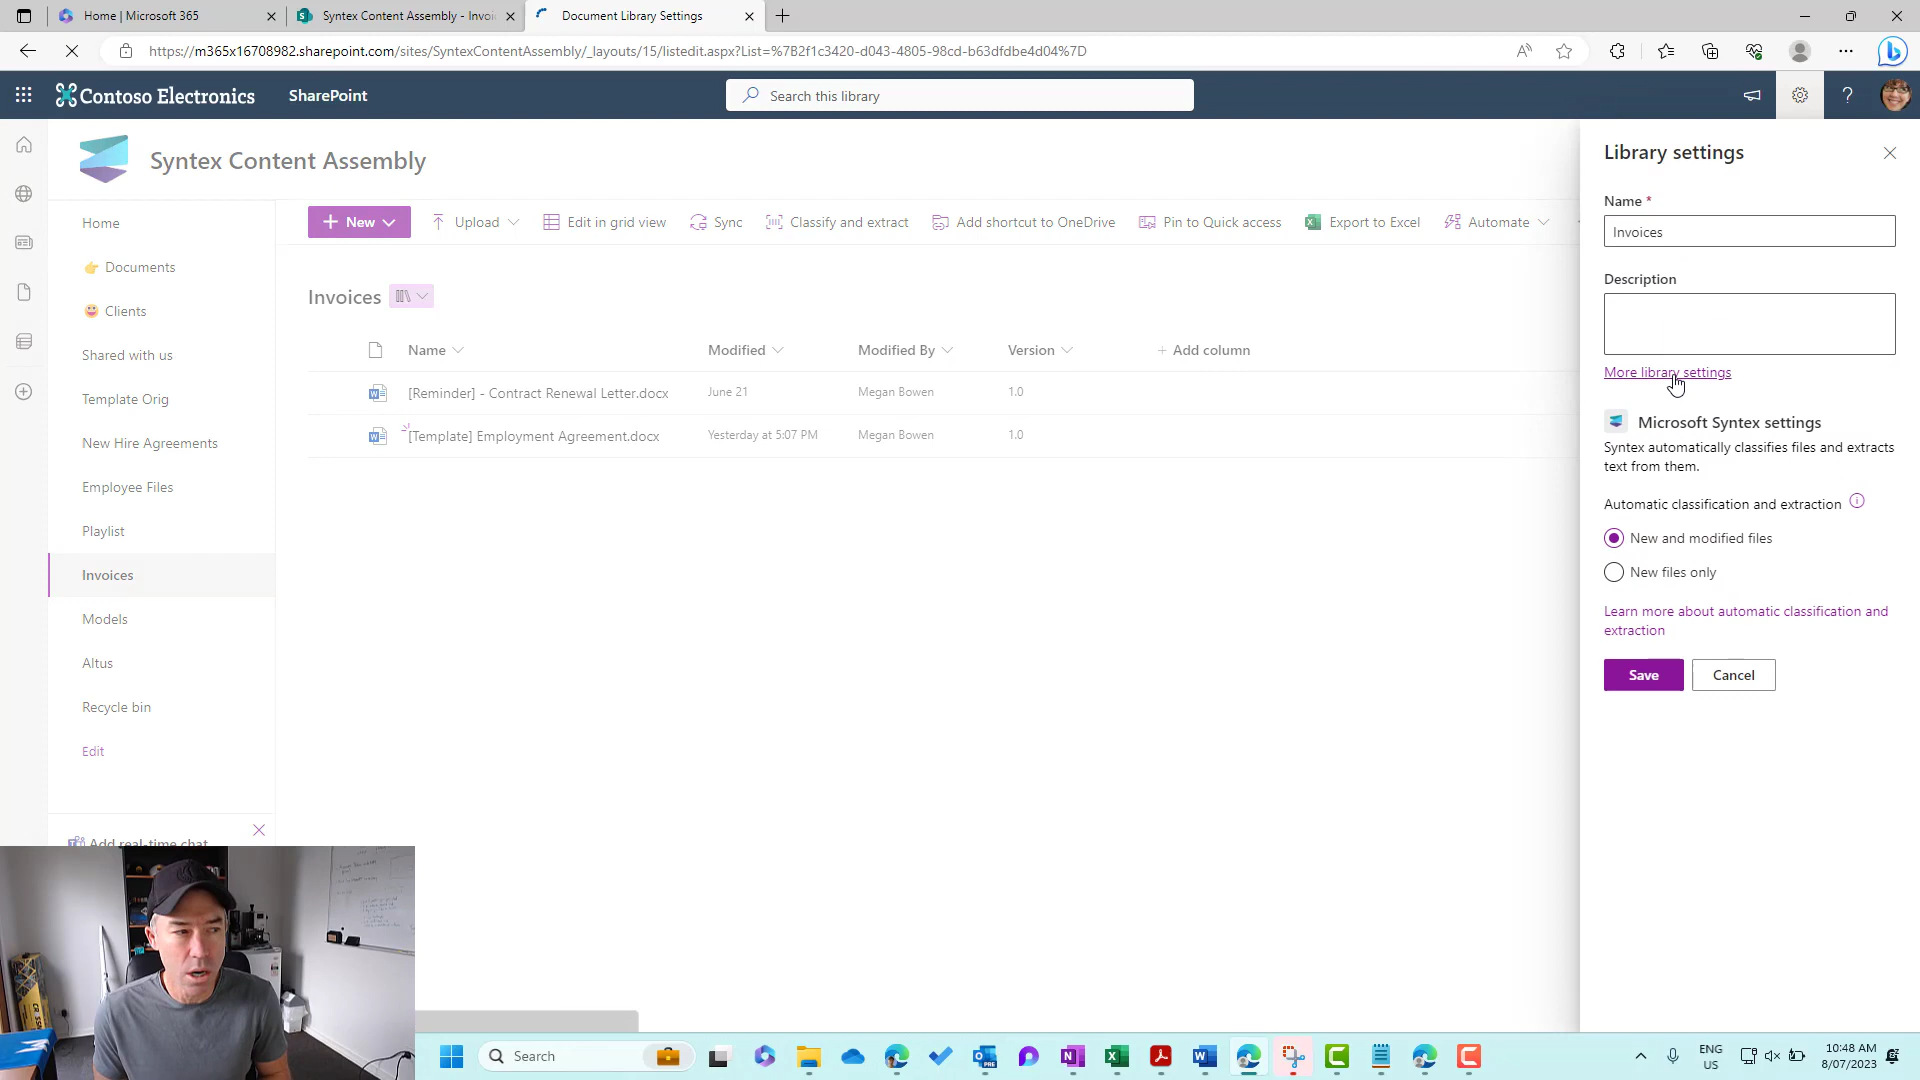 Home | Microsoft 365
Syntex Content Assembly - Invoi
Document Library Settings
https://m365x16708982.sharepoint.com/sites/SyntexContentAssembly/_layouts/15/listedit.aspx?List=%7B2f1c3420-d043-4805-98cd-b63dfdbe4d04%7D
Contoso Electronics
SharePoint
Search this library
Syntex Content Assembly
Home
👉 Documents
😀 Clients
Shared with us
Template Orig
New Hire Agreements
Employee Files
Playlist
Invoices
Models
Altus
Recycle bin
Edit
Add real-time chat
+ New
Upload
Edit in grid view
Sync
Classify and extract
Add shortcut to OneDrive
Pin to Quick access
Export to Excel
Automate
Invoices
Name
Modified
Modified By
Version
+ Add column
[Reminder] - Contract Renewal Letter.docx
June 21
Megan Bowen
1.0
[Template] Employment Agreement.docx
Yesterday at 5:07 PM
Megan Bowen
1.0
Library settings
Name *
Invoices
Description
More library settings
Microsoft Syntex settings
Syntex automatically classifies files and extracts
text from them.
Automatic classification and extraction
New and modified files
New files only
Learn more about automatic classification and
extraction
Save
Cancel
Search
ENG
US
10:48 AM
8/07/2023